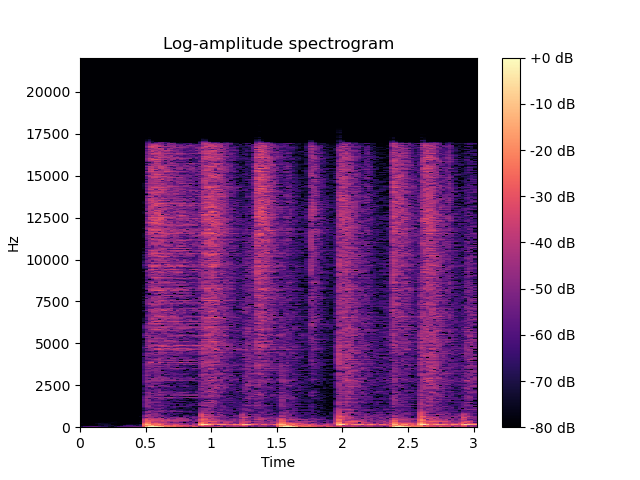 Log-amplitude spectrogram
20000
17500
15000
12500
10000
7500
5000
2500
0
Hz
0 0.5 1 1.5 2 2.5 3
Time
+0 dB
-10 dB
-20 dB
-30 dB
-40 dB
-50 dB
-60 dB
-70 dB
-80 dB